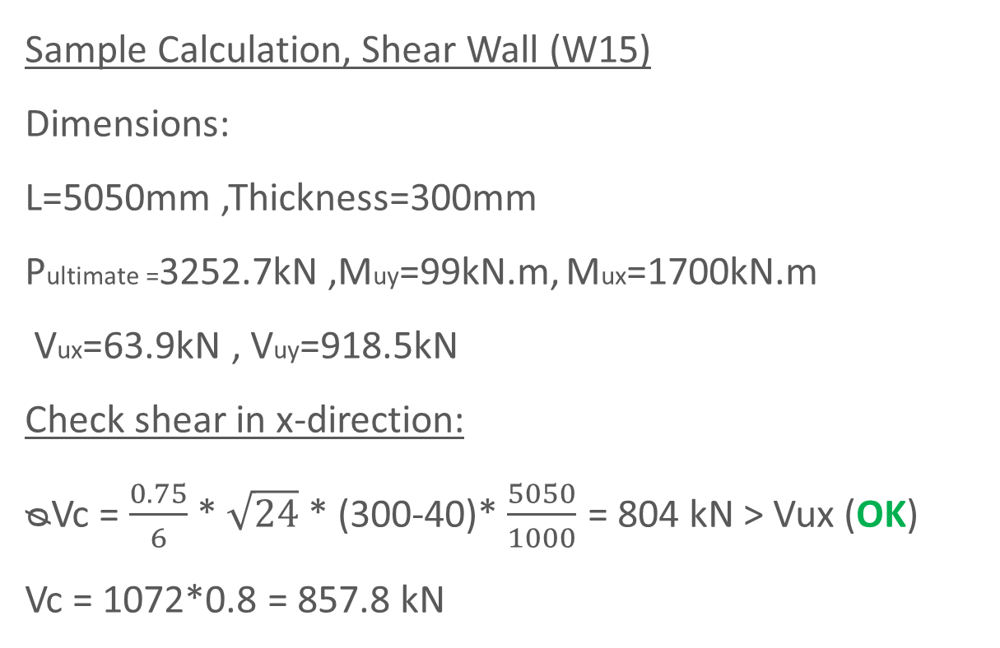 Sample Calculation, Shear Wall (W15)
Dimensions:
L=5050mm ,Thickness=300mm
Pultimate =3252.7kN ,Muy=99kN.m, Mux=1700kN.m
Vux=63.9kN , Vuy=918.5kN
Check shear in x-direction:
⦰Vc = 0.75/6 * √24 * (300-40)* 5050/1000 = 804 kN > Vux (OK)
Vc = 1072*0.8 = 857.8 kN